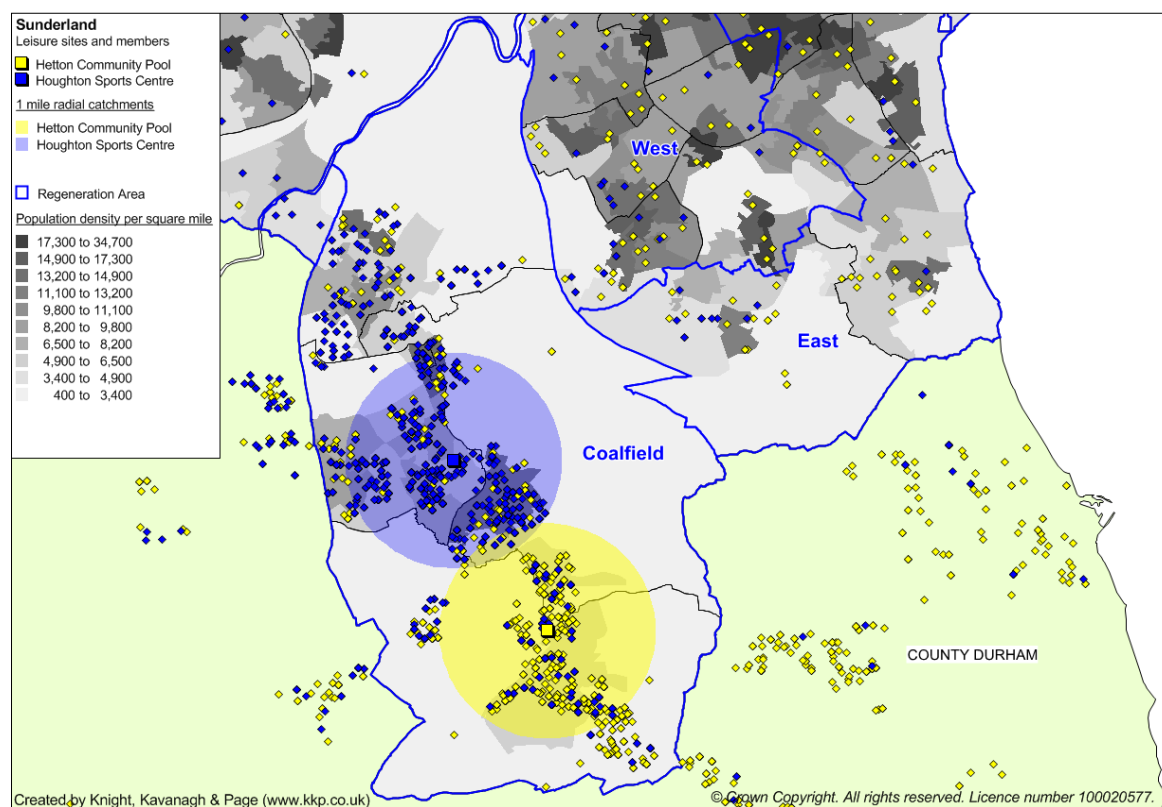 Sunderland
Leisure sites and members
Hetton Community Pool
Houghton Sports Centre
1 mile radial catchments
Hetton Community Pool
Houghton Sports Centre
Regeneration Area
Population density per square mile
17,300 to 34,700
14,900 to 17,300
13,200 to 14,900
11,100 to 13,200
9,800 to 11,100
8,200 to 9,800
6,500 to 8,200
4,900 to 6,500
3,400 to 4,900
400 to 3,400
West
East
Coalfield
COUNTY DURHAM
Created by Knight, Kavanagh & Page (www.kkp.co.uk)
© Crown Copyright. All rights reserved. Licence number 100020577.